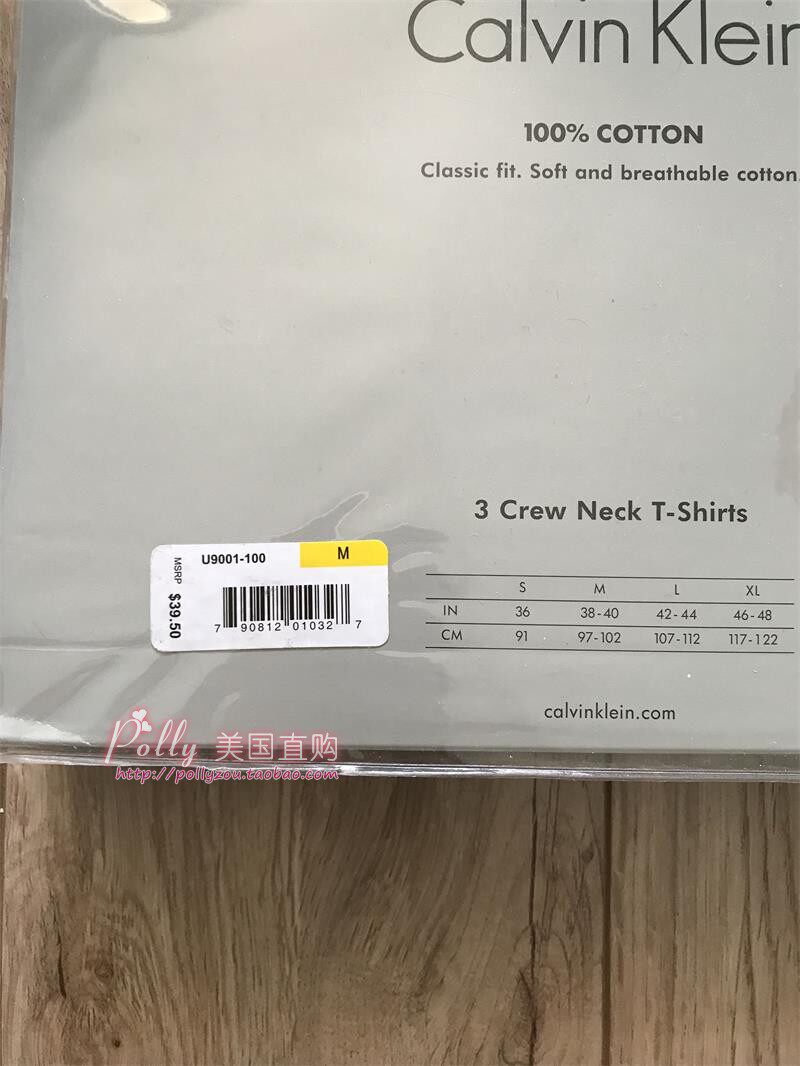 Calvin Klein
100% COTTON
Classic fit. Soft and breathable cotton.
3 Crew Neck T-Shirts
U9001-100 M
MSRP $39.50
7 90812 01032 7
S M L XL
IN 36 38-40 42-44 46-48
CM 91 97-102 107-112 117-122
calvinklein.com
Polly 美国直购
http://pollyzou.taobao.com